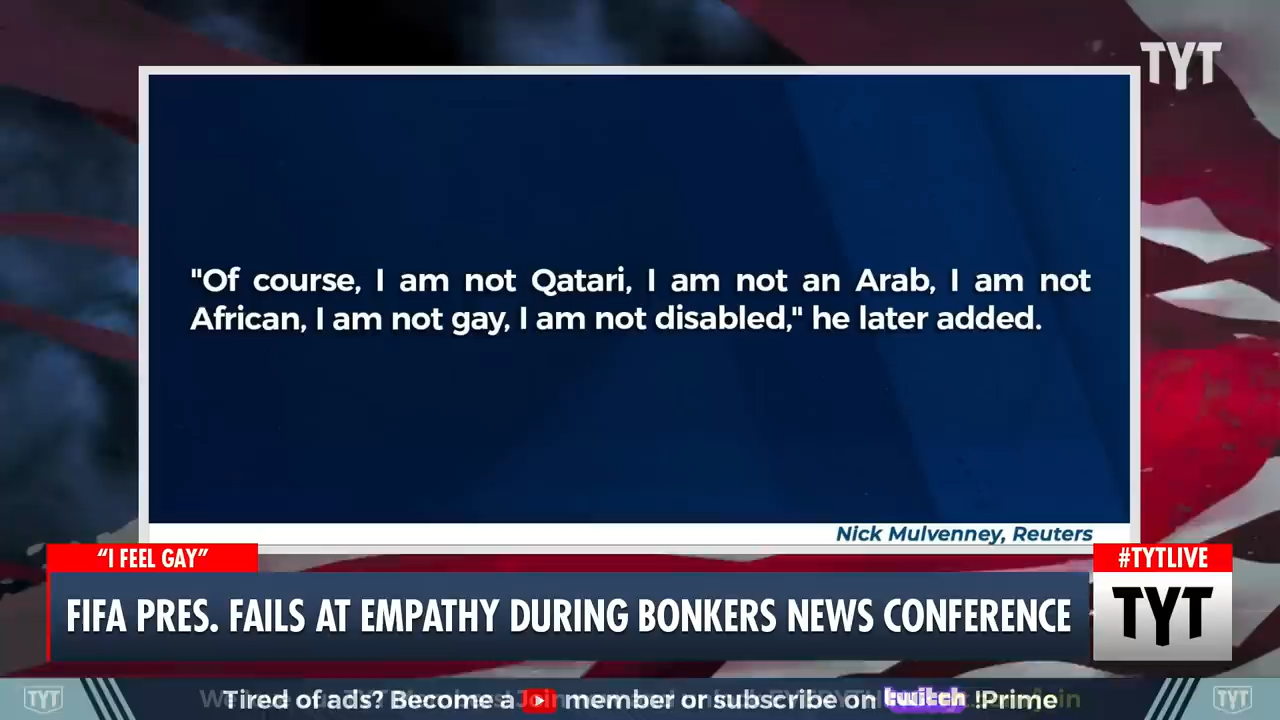 TYT
"Of course, I am not Qatari, I am not an Arab, I am not
African, I am not gay, I am not disabled," he later added.
Nick Mulvenney, Reuters
“I FEEL GAY”
#TYTLIVE
FIFA PRES. FAILS AT EMPATHY DURING BONKERS NEWS CONFERENCE
TYT
TYT
Tired of ads? Become a member or subscribe on twitch !Prime
TYT